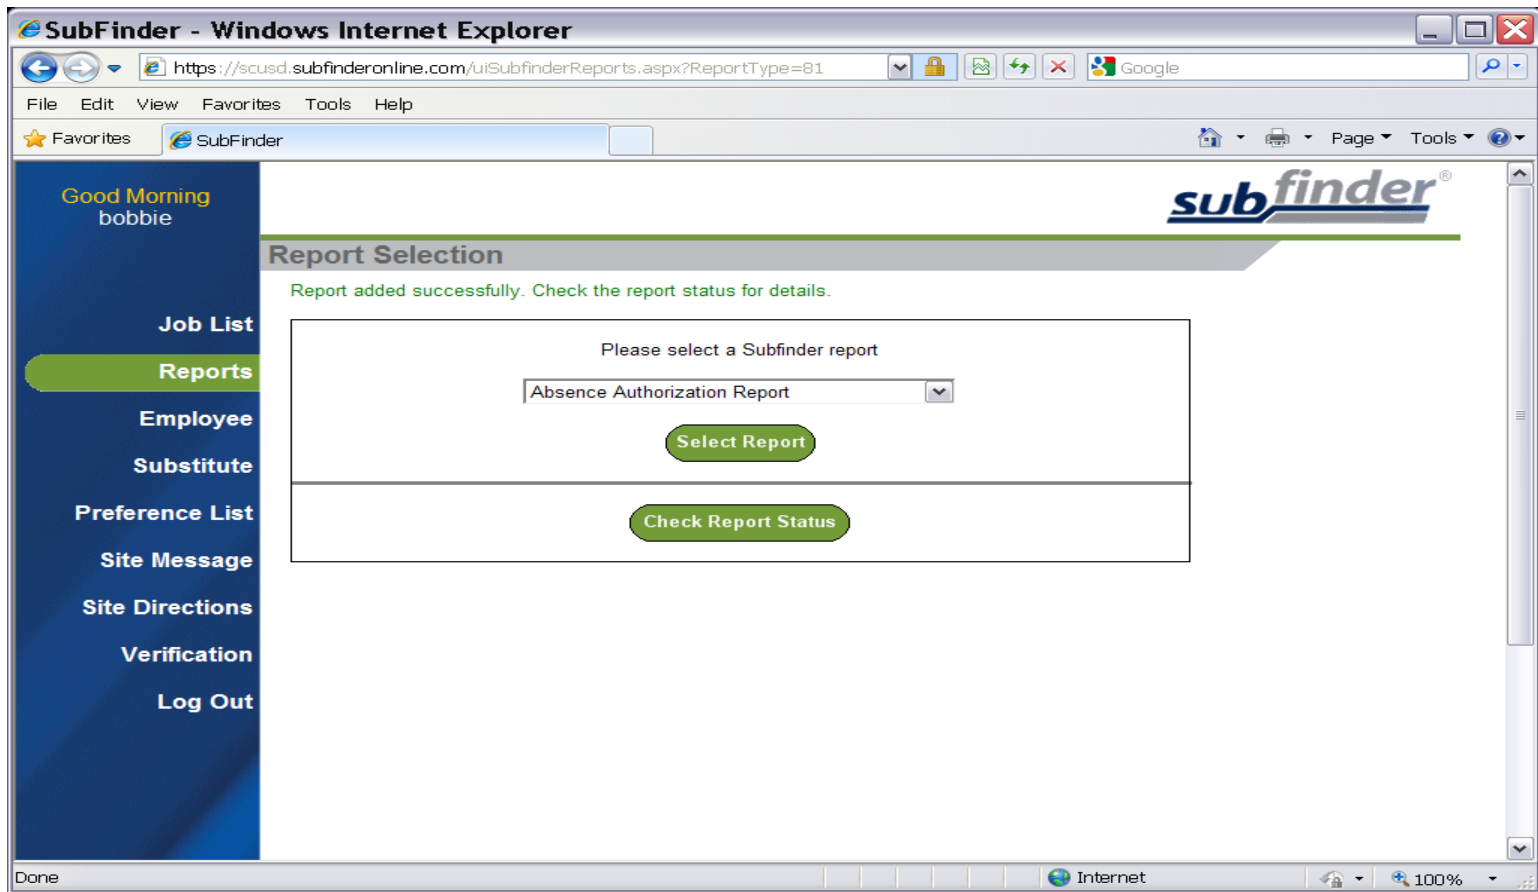 SubFinder - Windows Internet Explorer
https://scusd.subfinderonline.com/uiSubfinderReports.aspx?ReportType=81
Google
File Edit View Favorites Tools Help
Favorites
SubFinder
Page Tools
Good Morning
bobbie
subfinder®
Report Selection
Report added successfully. Check the report status for details.
Job List
Reports
Employee
Substitute
Preference List
Site Message
Site Directions
Verification
Log Out
Please select a Subfinder report
Absence Authorization Report
Select Report
Check Report Status
Done
Internet
100%